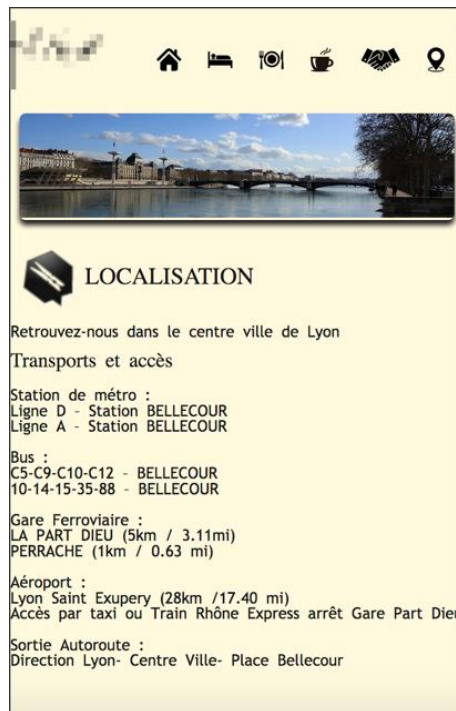 LOCALISATION
Retrouvez-nous dans le centre ville de Lyon
Transports et accès
Station de métro :
Ligne D - Station BELLECOUR
Ligne A - Station BELLECOUR
Bus :
C5-C9-C10-C12 - BELLECOUR
10-14-15-35-88 - BELLECOUR
Gare Ferroviaire :
LA PART DIEU (5km / 3.11mi)
PERRACHE (1km / 0.63 mi)
Aéroport :
Lyon Saint Exupery (28km /17.40 mi)
Accès par taxi ou Train Rhône Express arrêt Gare Part Dieu
Sortie Autoroute :
Direction Lyon- Centre Ville- Place Bellecour